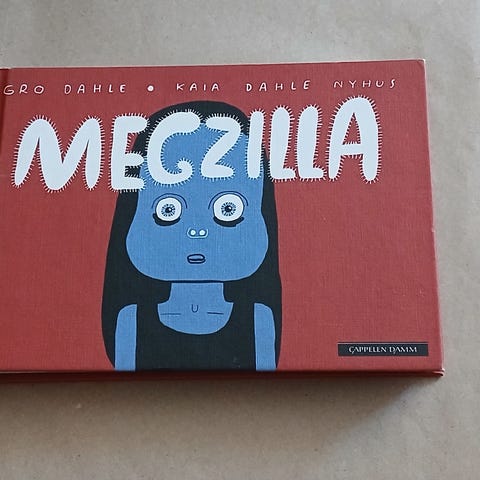 GRO DAHLE • KAIA DAHLE NYHUS
MEGZILLA
CAPPELEN DAMM